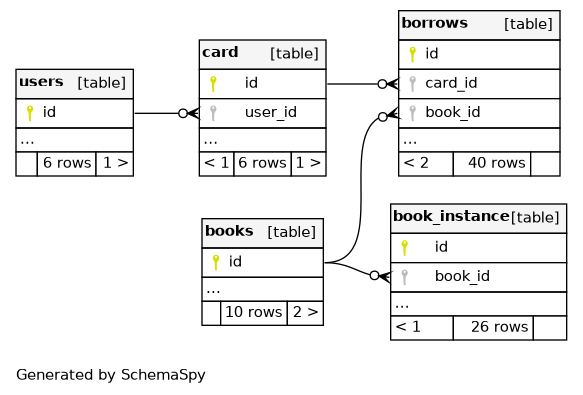 users [table]
id
...
6 rows 1 >
card [table]
id
user_id
...
< 1 6 rows 1 >
borrows [table]
id
card_id
book_id
...
< 2 40 rows
books [table]
id
...
10 rows 2 >
book_instance [table]
id
book_id
...
< 1 26 rows
Generated by SchemaSpy